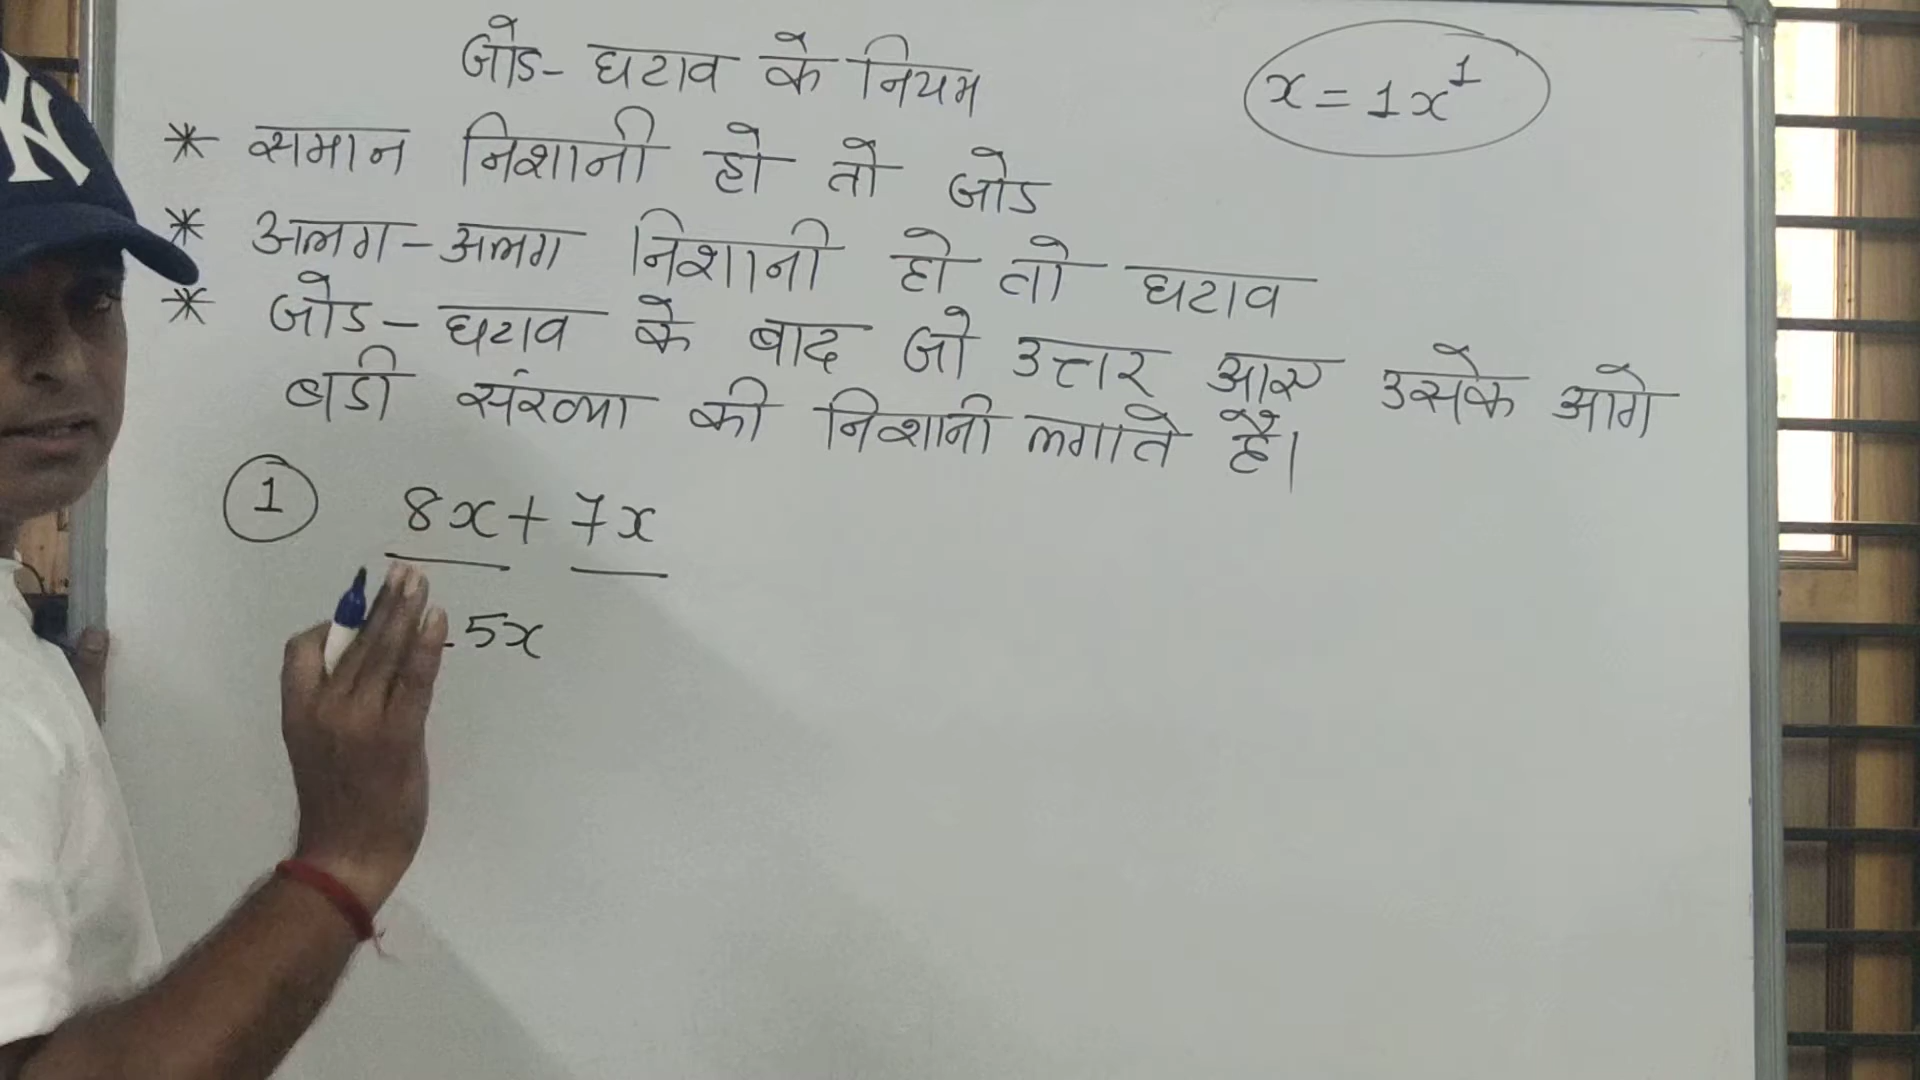 जोड - घटाव के नियम
x = 1x¹
* समान निशानी हो तो जोड
* अलग - अलग निशानी हो तो घटाव
* जोड - घटाव के बाद जो उत्तर आए उसके आगे
बडी संख्या की निशानी लगाते है।
1 8x + 7x
5x